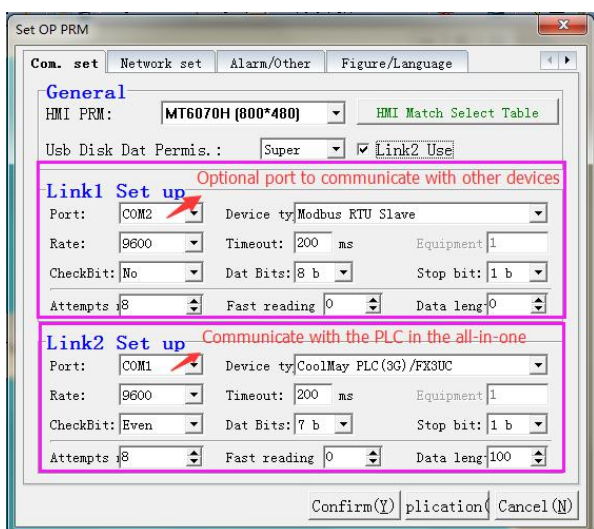 Set OP PRM
Com. set Network set Alarm/Other Figure/Language
General
HMI PRM: MT6070H (800*480) HMI Match Select Table
Usb Disk Dat Permis.: Super Link2 Use
Optional port to communicate with other devices
Link1 Set up
Port: COM2 Device ty Modbus RTU Slave
Rate: 9600 Timeout: 200 ms Equipment 1
CheckBit: No Dat Bits: 8 b Stop bit: 1 b
Attempts 8 Fast reading 0 Data leng 0
Communicate with the PLC in the all-in-one
Link2 Set up
Port: COM1 Device ty CoolMay PLC(3G)/FX3UC
Rate: 9600 Timeout: 200 ms Equipment 1
CheckBit: Even Dat Bits: 7 b Stop bit: 1 b
Attempts 8 Fast reading 0 Data leng 100
Confirm(Y) plication( Cancel(N)